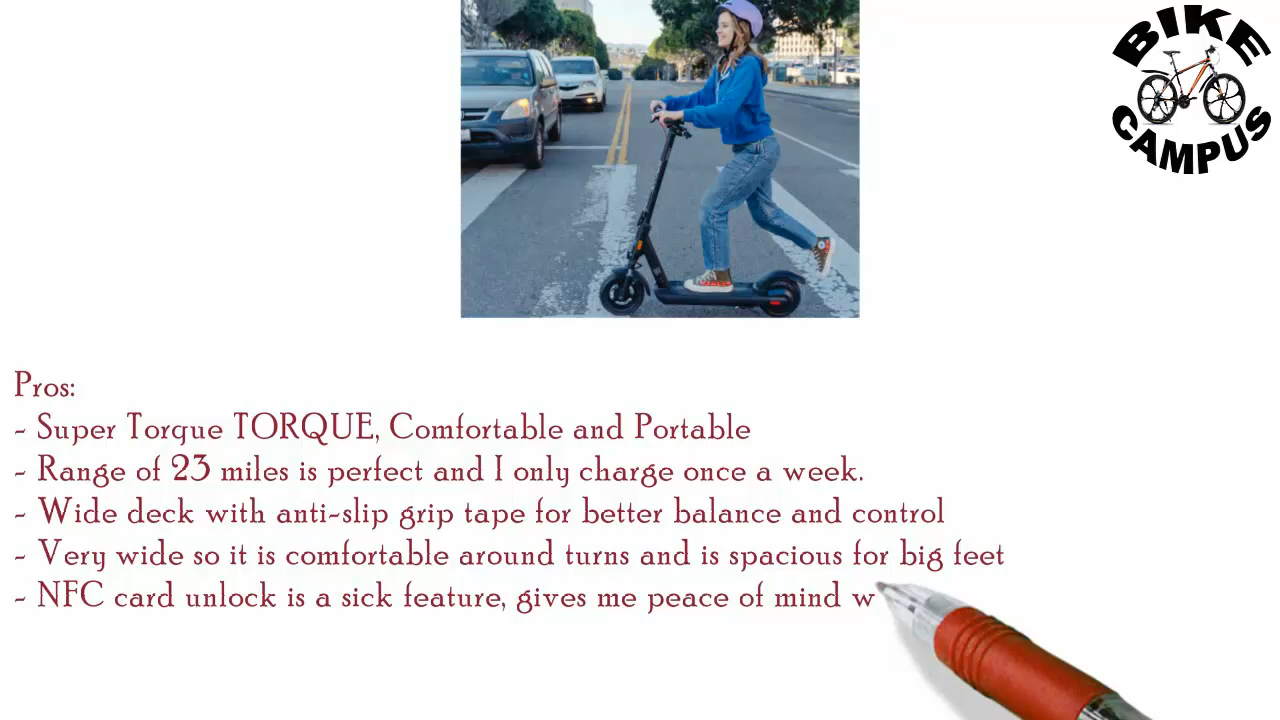 BIKE
CAMPUS
Pros:
- Super Torque TORQUE, Comfortable and Portable
- Range of 23 miles is perfect and I only charge once a week.
- Wide deck with anti-slip grip tape for better balance and control
- Very wide so it is comfortable around turns and is spacious for big feet
- NFC card unlock is a sick feature, gives me peace of mind w